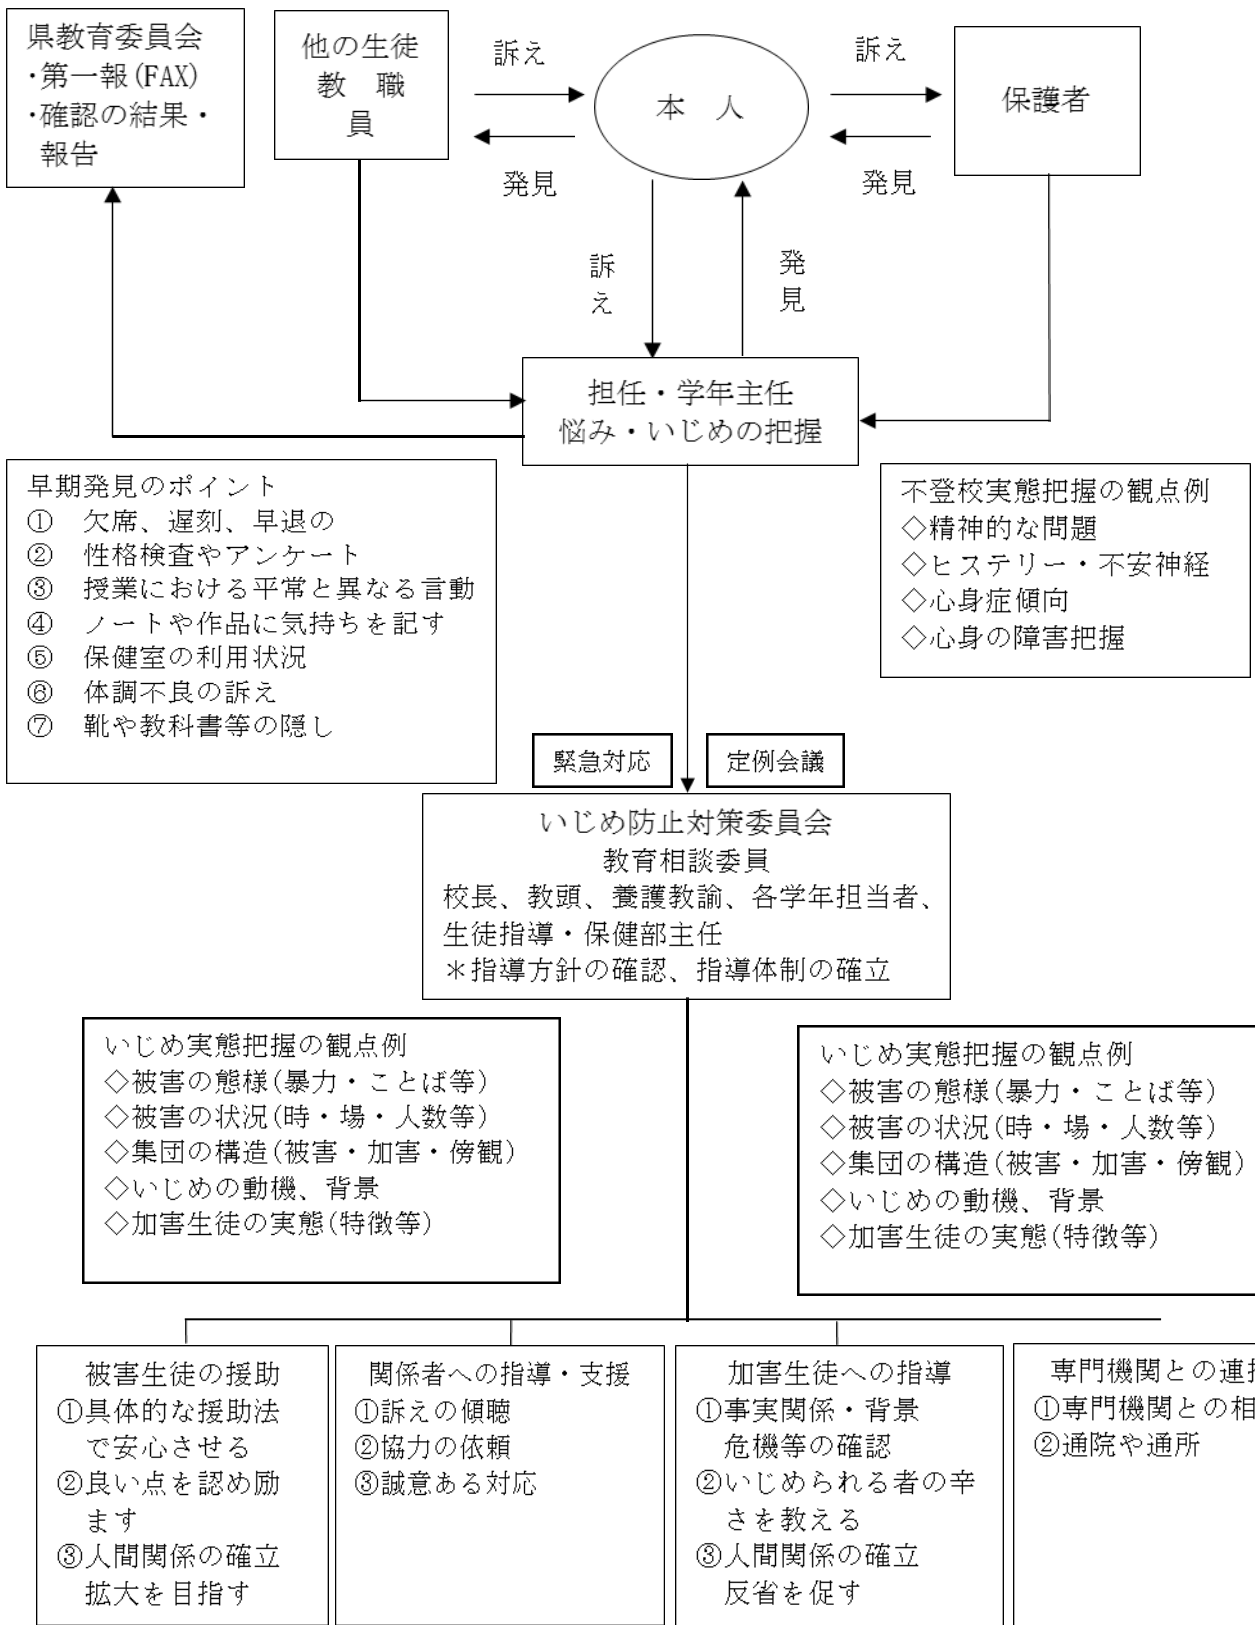 県教育委員会
・第一報(FAX)
・確認の結果・
報告
他の生徒
教　職
員
訴え
発見
本　人
訴え
発見
保護者
訴
え
発
見
担任・学年主任
悩み・いじめの把握
早期発見のポイント
①　欠席、遅刻、早退の
②　性格検査やアンケート
③　授業における平常と異なる言動
④　ノートや作品に気持ちを記す
⑤　保健室の利用状況
⑥　体調不良の訴え
⑦　靴や教科書等の隠し
不登校実態把握の観点例
◇精神的な問題
◇ヒステリー・不安神経
◇心身症傾向
◇心身の障害把握
緊急対応
定例会議
いじめ防止対策委員会
教育相談委員
校長、教頭、養護教諭、各学年担当者、
生徒指導・保健部主任
＊指導方針の確認、指導体制の確立
いじめ実態把握の観点例
◇被害の態様(暴力・ことば等)
◇被害の状況(時・場・人数等)
◇集団の構造(被害・加害・傍観)
◇いじめの動機、背景
◇加害生徒の実態(特徴等)
いじめ実態把握の観点例
◇被害の態様(暴力・ことば等)
◇被害の状況(時・場・人数等)
◇集団の構造(被害・加害・傍観)
◇いじめの動機、背景
◇加害生徒の実態(特徴等)
被害生徒の援助
①具体的な援助法
で安心させる
②良い点を認め励
ます
③人間関係の確立
拡大を目指す
関係者への指導・支援
①訴えの傾聴
②協力の依頼
③誠意ある対応
加害生徒への指導
①事実関係・背景
危機等の確認
②いじめられる者の辛
さを教える
③人間関係の確立
反省を促す
専門機関との連
①専門機関との相
②通院や通所